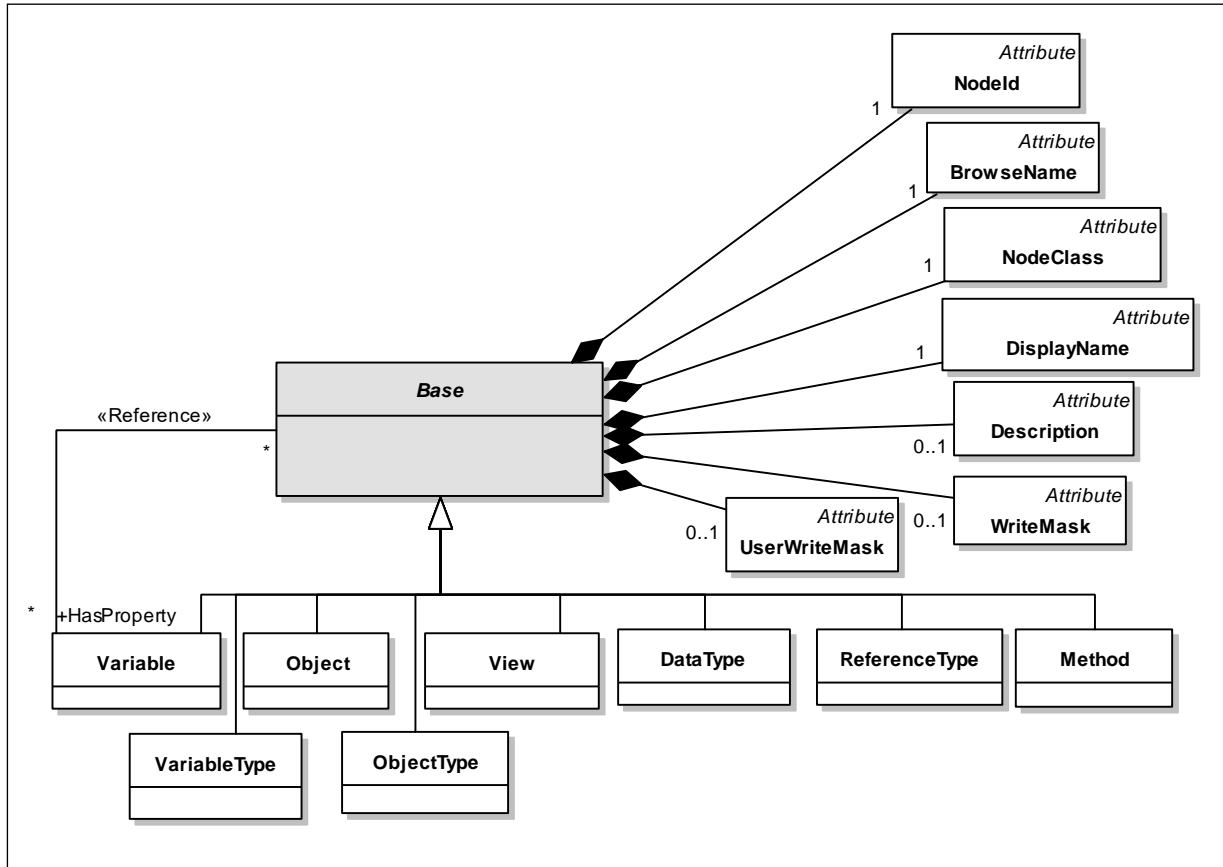 Attribute
NodeId
1
Attribute
BrowseName
1
Attribute
NodeClass
1
Attribute
DisplayName
1
Base
«Reference»
*
Attribute
Description
0..1
Attribute
WriteMask
0..1
Attribute
UserWriteMask
0..1
* +HasProperty
Variable
Object
View
DataType
ReferenceType
Method
VariableType
ObjectType